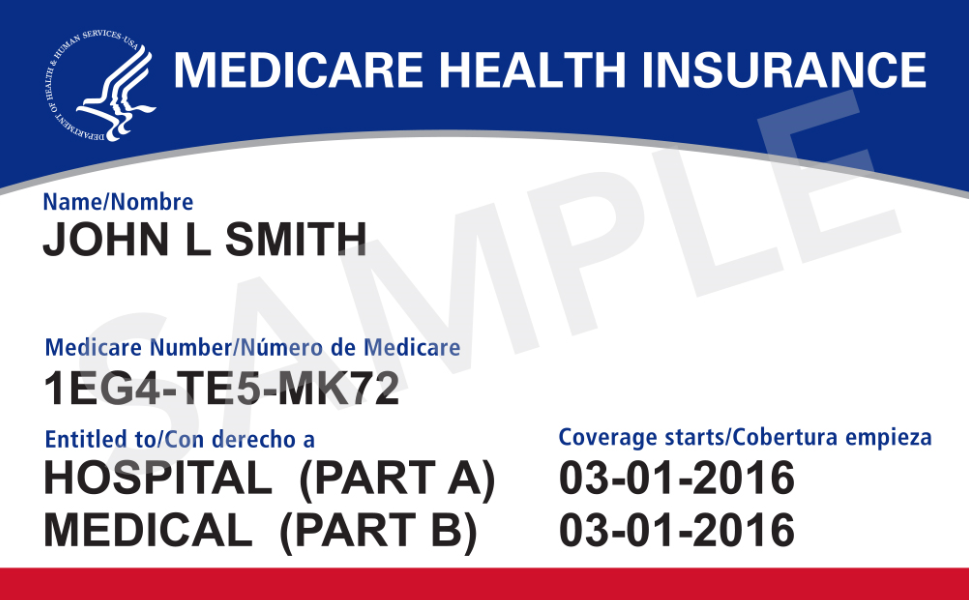 DEPARTMENT OF HEALTH & HUMAN SERVICES·USA
MEDICARE HEALTH INSURANCE
SAMPLE
Name/Nombre
JOHN L SMITH
Medicare Number/Número de Medicare
1EG4-TE5-MK72
Entitled to/Con derecho a
Coverage starts/Cobertura empieza
HOSPITAL (PART A) 03-01-2016
MEDICAL (PART B) 03-01-2016